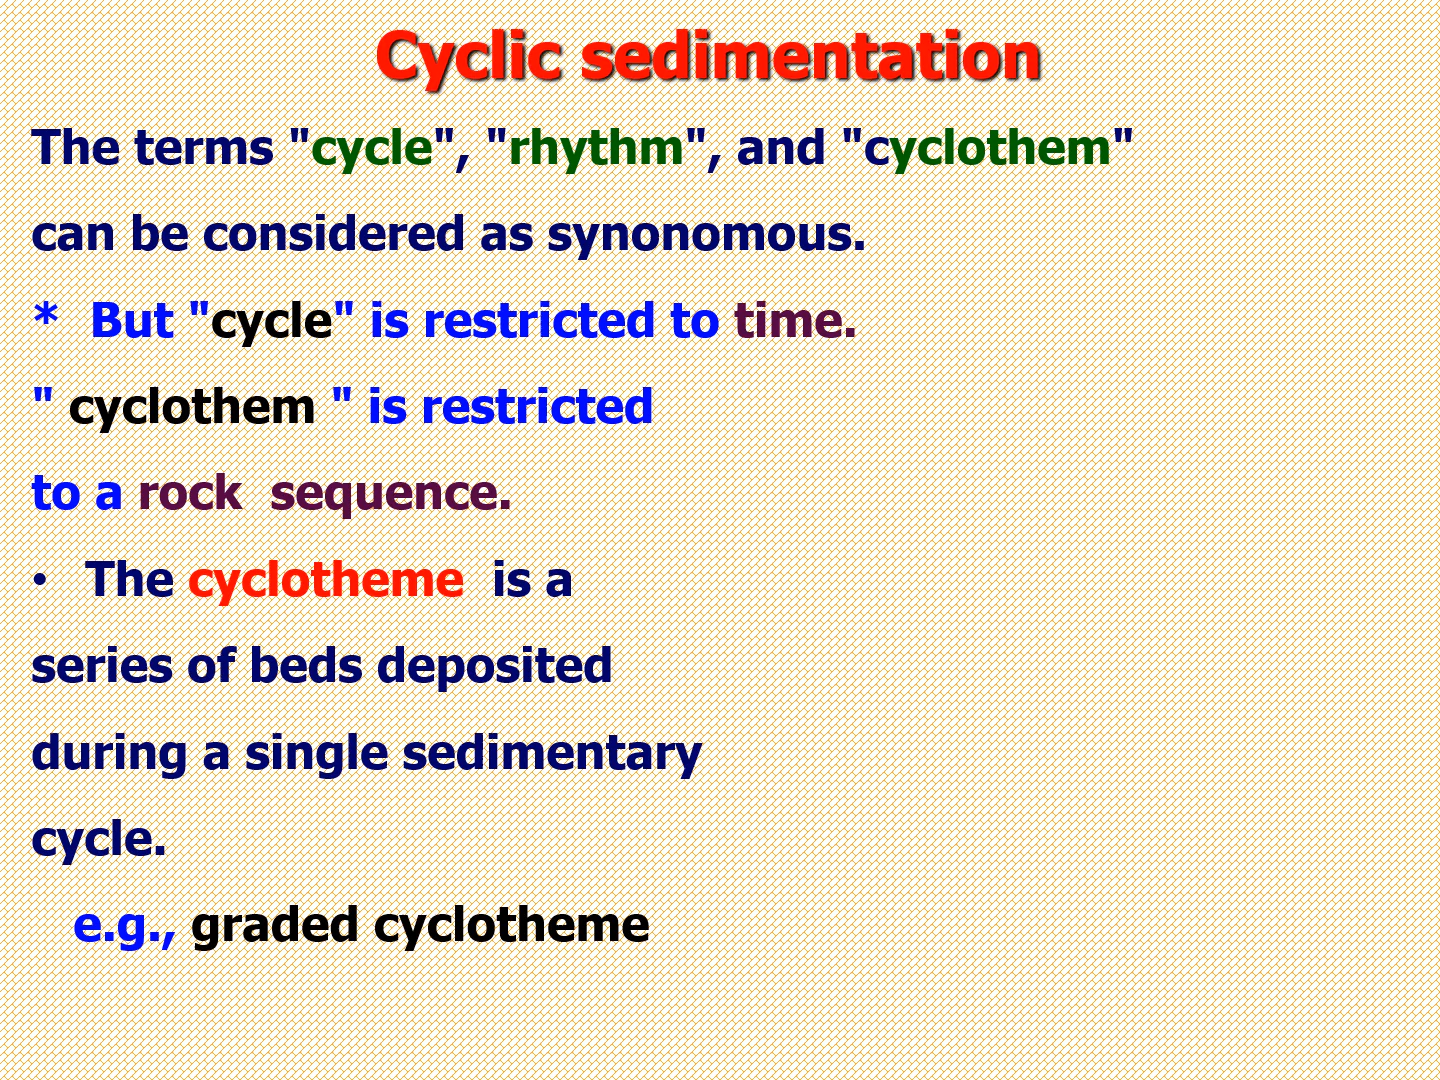 Cyclic sedimentation
The terms "cycle", "rhythm", and "cyclothem"
can be considered as synonomous.
* But "cycle" is restricted to time.
" cyclothem " is restricted
to a rock sequence.
• The cyclotheme is a
series of beds deposited
during a single sedimentary
cycle.
e.g., graded cyclotheme